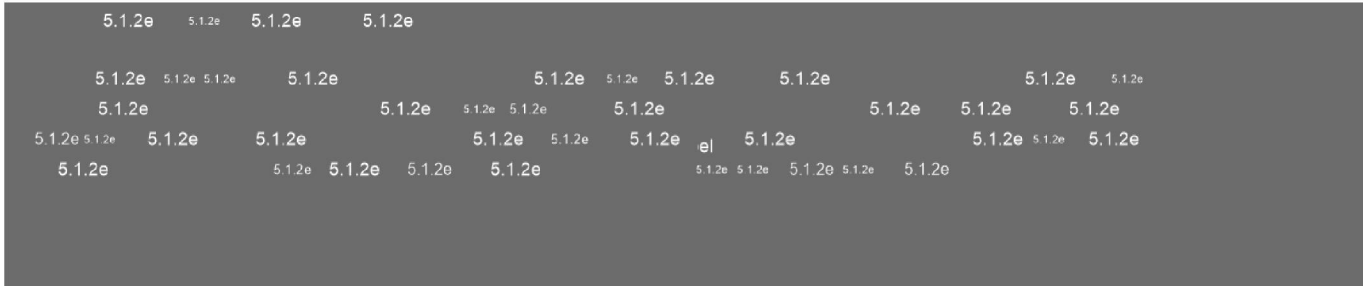 5.1.2e 5.1.2e 5.1.2e 5.1.2e
5.1.2e 5.1.2e 5.1.2e 5.1.2e 5.1.2e 5.1.2e 5.1.2e 5.1.2e 5.1.2e 5.1.2e
5.1.2e 5.1.2e 5.1.2e 5.1.2e 5.1.2e 5.1.2e 5.1.2e 5.1.2e
5.1.2e 5.1.2e 5.1.2e 5.1.2e 5.1.2e 5.1.2e 5.1.2e el 5.1.2e 5.1.2e 5.1.2e 5.1.2e
5.1.2e 5.1.2e 5.1.2e 5.1.2e 5.1.2e 5.1.2e 5.1.2e 5.1.2e 5.1.2e 5.1.2e